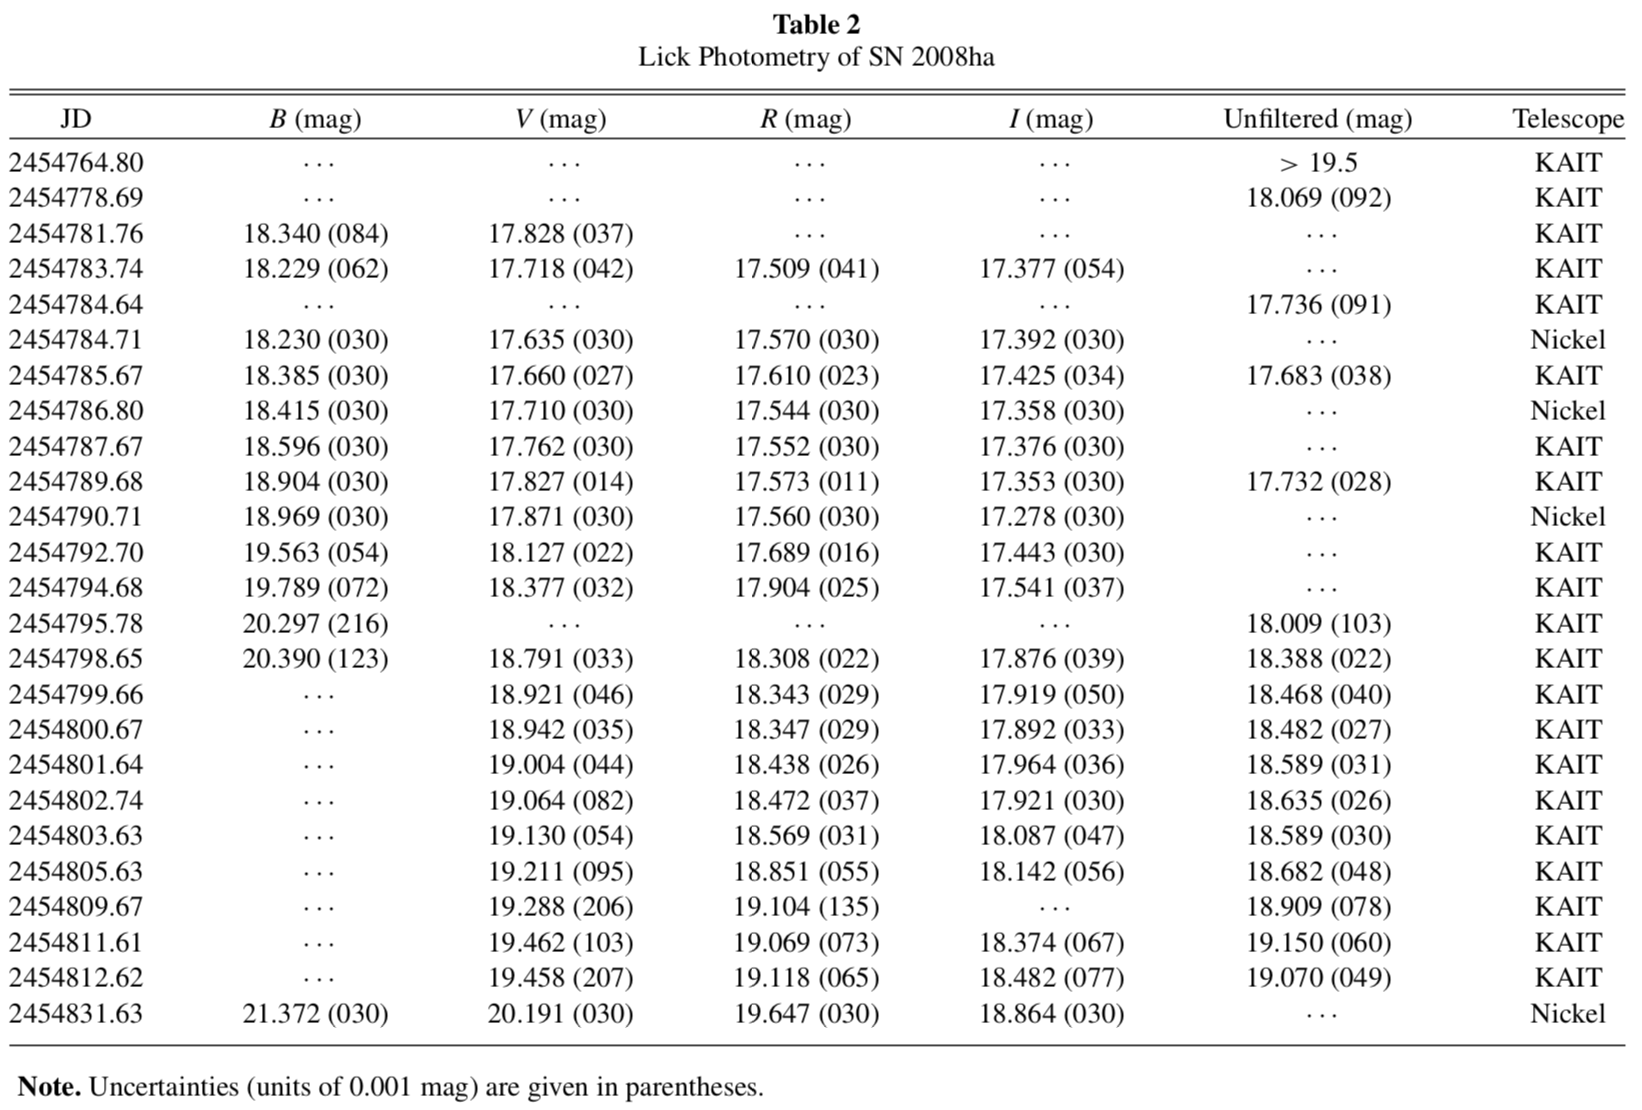 Table 2
Lick Photometry of SN 2008ha
JD B (mag) V (mag) R (mag) I (mag) Unfiltered (mag) Telescope
2454764.80 ··· ··· ··· ··· > 19.5 KAIT
2454778.69 ··· ··· ··· ··· 18.069 (092) KAIT
2454781.76 18.340 (084) 17.828 (037) ··· ··· ··· KAIT
2454783.74 18.229 (062) 17.718 (042) 17.509 (041) 17.377 (054) ··· KAIT
2454784.64 ··· ··· ··· ··· 17.736 (091) KAIT
2454784.71 18.230 (030) 17.635 (030) 17.570 (030) 17.392 (030) ··· Nickel
2454785.67 18.385 (030) 17.660 (027) 17.610 (023) 17.425 (034) 17.683 (038) KAIT
2454786.80 18.415 (030) 17.710 (030) 17.544 (030) 17.358 (030) ··· Nickel
2454787.67 18.596 (030) 17.762 (030) 17.552 (030) 17.376 (030) ··· KAIT
2454789.68 18.904 (030) 17.827 (014) 17.573 (011) 17.353 (030) 17.732 (028) KAIT
2454790.71 18.969 (030) 17.871 (030) 17.560 (030) 17.278 (030) ··· Nickel
2454792.70 19.563 (054) 18.127 (022) 17.689 (016) 17.443 (030) ··· KAIT
2454794.68 19.789 (072) 18.377 (032) 17.904 (025) 17.541 (037) ··· KAIT
2454795.78 20.297 (216) ··· ··· ··· 18.009 (103) KAIT
2454798.65 20.390 (123) 18.791 (033) 18.308 (022) 17.876 (039) 18.388 (022) KAIT
2454799.66 ··· 18.921 (046) 18.343 (029) 17.919 (050) 18.468 (040) KAIT
2454800.67 ··· 18.942 (035) 18.347 (029) 17.892 (033) 18.482 (027) KAIT
2454801.64 ··· 19.004 (044) 18.438 (026) 17.964 (036) 18.589 (031) KAIT
2454802.74 ··· 19.064 (082) 18.472 (037) 17.921 (030) 18.635 (026) KAIT
2454803.63 ··· 19.130 (054) 18.569 (031) 18.087 (047) 18.589 (030) KAIT
2454805.63 ··· 19.211 (095) 18.851 (055) 18.142 (056) 18.682 (048) KAIT
2454809.67 ··· 19.288 (206) 19.104 (135) ··· 18.909 (078) KAIT
2454811.61 ··· 19.462 (103) 19.069 (073) 18.374 (067) 19.150 (060) KAIT
2454812.62 ··· 19.458 (207) 19.118 (065) 18.482 (077) 19.070 (049) KAIT
2454831.63 21.372 (030) 20.191 (030) 19.647 (030) 18.864 (030) ··· Nickel
Note. Uncertainties (units of 0.001 mag) are given in parentheses.